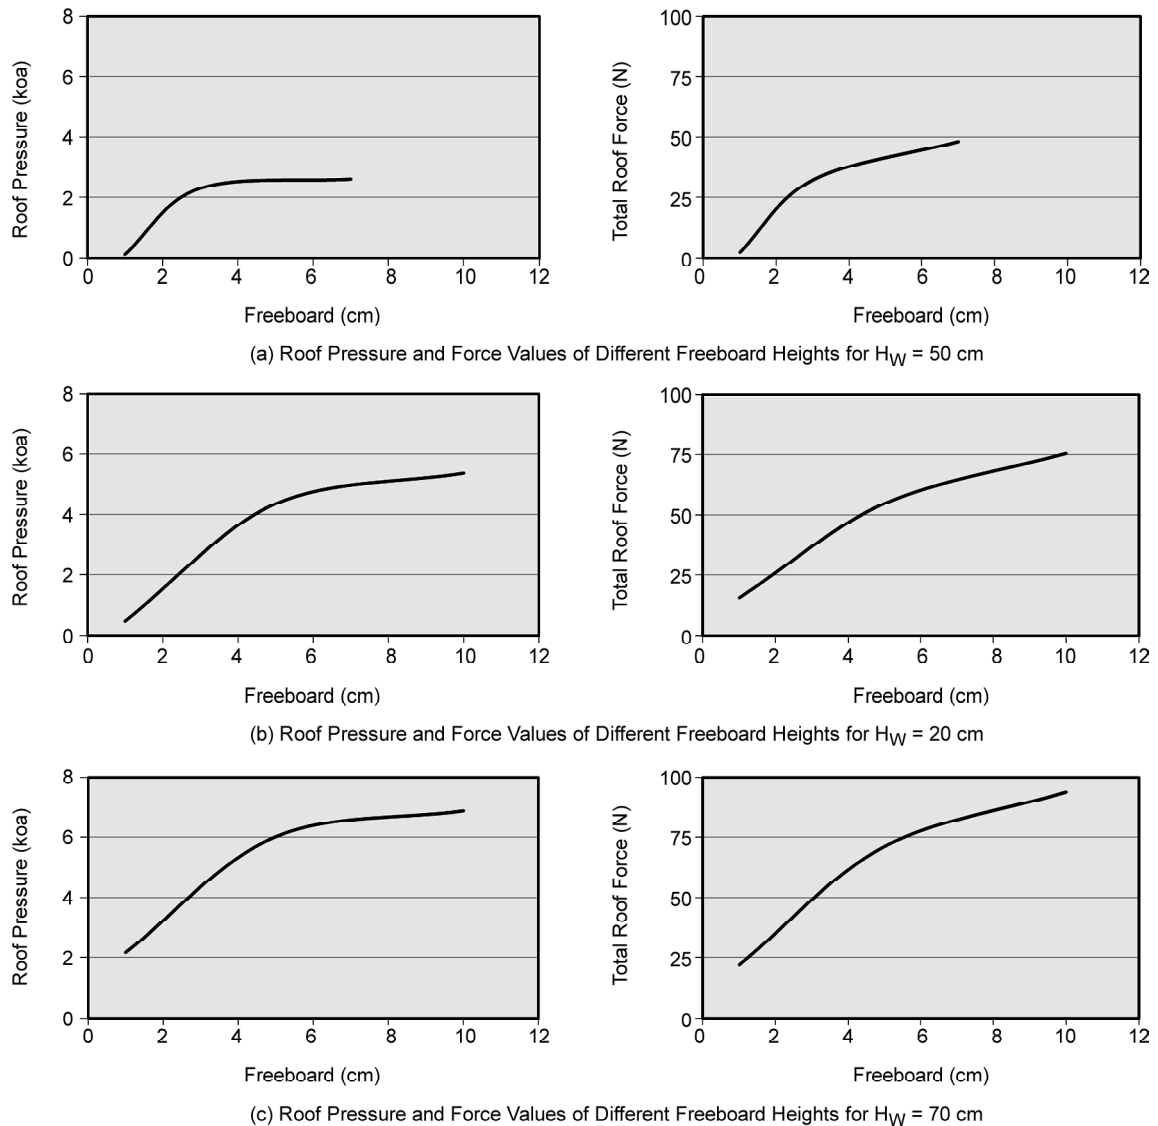 Roof Pressure (koa)
8
6
4
2
0
0 2 4 6 8 10 12
Freeboard (cm)
Total Roof Force (N)
100
75
50
25
0
0 2 4 6 8 10 12
Freeboard (cm)
(a) Roof Pressure and Force Values of Different Freeboard Heights for HW = 50 cm
Roof Pressure (koa)
8
6
4
2
0
0 2 4 6 8 10 12
Freeboard (cm)
Total Roof Force (N)
100
75
50
25
0
0 2 4 6 8 10 12
Freeboard (cm)
(b) Roof Pressure and Force Values of Different Freeboard Heights for HW = 20 cm
Roof Pressure (koa)
8
6
4
2
0
0 2 4 6 8 10 12
Freeboard (cm)
Total Roof Force (N)
100
75
50
25
0
0 2 4 6 8 10 12
Freeboard (cm)
(c) Roof Pressure and Force Values of Different Freeboard Heights for HW = 70 cm